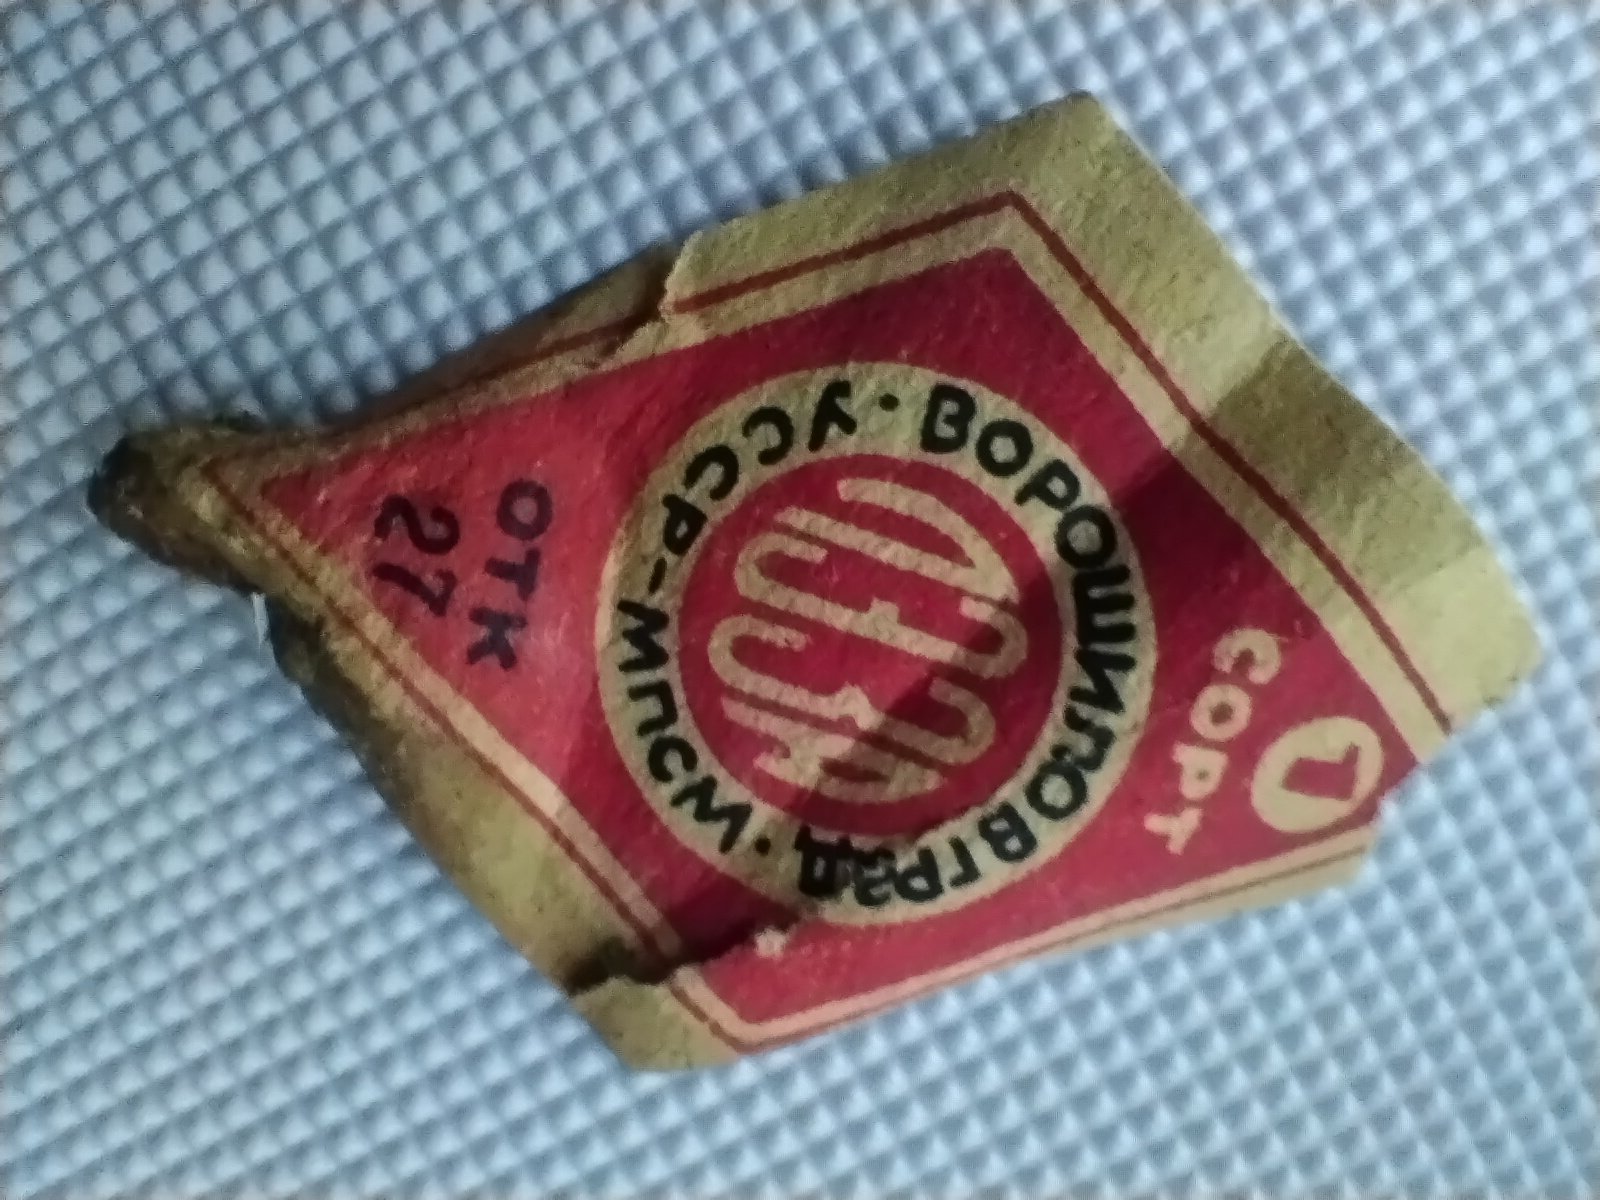 1
СОРТ
ВОРОШИЛОВГРАД
УССР-МПСМ
ОТК
27